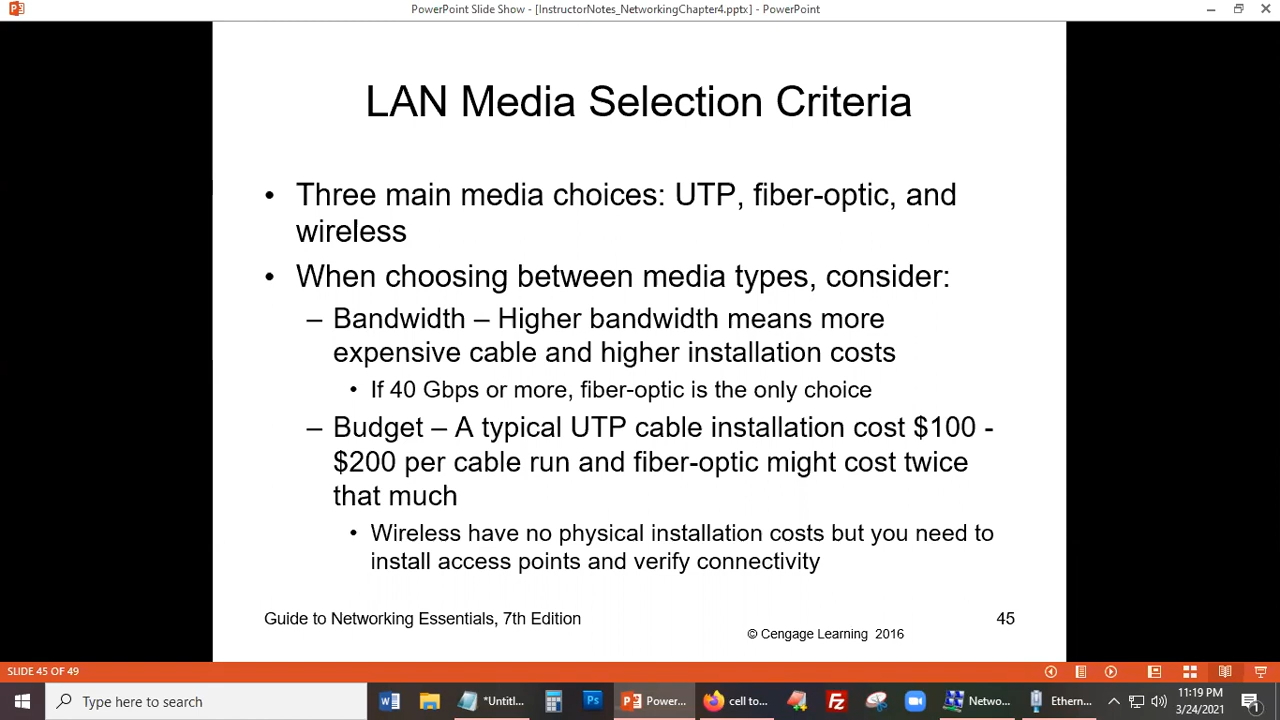 PowerPoint Slide Show - [InstructorNotes_NetworkingChapter4.pptx] - PowerPoint
LAN Media Selection Criteria
• Three main media choices: UTP, fiber-optic, and
wireless
• When choosing between media types, consider:
– Bandwidth – Higher bandwidth means more
expensive cable and higher installation costs
• If 40 Gbps or more, fiber-optic is the only choice
– Budget – A typical UTP cable installation cost $100 -
$200 per cable run and fiber-optic might cost twice
that much
• Wireless have no physical installation costs but you need to
install access points and verify connectivity
Guide to Networking Essentials, 7th Edition
© Cengage Learning 2016
45
SLIDE 45 OF 49
Type here to search
*Untitl...
Ps
Power...
cell to...
Fz
Netwo...
Ethern...
11:19 PM
3/24/2021
1